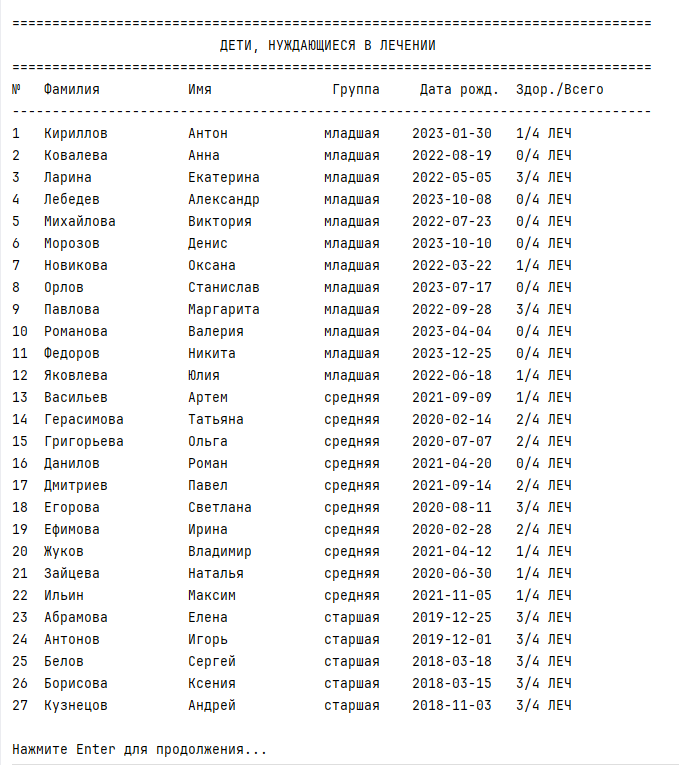 ================================================================================
ДЕТИ, НУЖДАЮЩИЕСЯ В ЛЕЧЕНИИ
================================================================================
№ Фамилия Имя Группа Дата рожд. Здор./Всего
--------------------------------------------------------------------------------
1 Кириллов Антон младшая 2023-01-30 1/4 ЛЕЧ
2 Ковалева Анна младшая 2022-08-19 0/4 ЛЕЧ
3 Ларина Екатерина младшая 2022-05-05 3/4 ЛЕЧ
4 Лебедев Александр младшая 2023-10-08 0/4 ЛЕЧ
5 Михайлова Виктория младшая 2022-07-23 0/4 ЛЕЧ
6 Морозов Денис младшая 2023-10-10 0/4 ЛЕЧ
7 Новикова Оксана младшая 2022-03-22 1/4 ЛЕЧ
8 Орлов Станислав младшая 2023-07-17 0/4 ЛЕЧ
9 Павлова Маргарита младшая 2022-09-28 3/4 ЛЕЧ
10 Романова Валерия младшая 2023-04-04 0/4 ЛЕЧ
11 Федоров Никита младшая 2023-12-25 0/4 ЛЕЧ
12 Яковлева Юлия младшая 2022-06-18 1/4 ЛЕЧ
13 Васильев Артем средняя 2021-09-09 1/4 ЛЕЧ
14 Герасимова Татьяна средняя 2020-02-14 2/4 ЛЕЧ
15 Григорьева Ольга средняя 2020-07-07 2/4 ЛЕЧ
16 Данилов Роман средняя 2021-04-20 0/4 ЛЕЧ
17 Дмитриев Павел средняя 2021-09-14 2/4 ЛЕЧ
18 Егорова Светлана средняя 2020-08-11 3/4 ЛЕЧ
19 Ефимова Ирина средняя 2020-02-28 2/4 ЛЕЧ
20 Жуков Владимир средняя 2021-04-12 1/4 ЛЕЧ
21 Зайцева Наталья средняя 2020-06-30 1/4 ЛЕЧ
22 Ильин Максим средняя 2021-11-05 1/4 ЛЕЧ
23 Абрамова Елена старшая 2019-12-25 3/4 ЛЕЧ
24 Антонов Игорь старшая 2019-12-01 3/4 ЛЕЧ
25 Белов Сергей старшая 2018-03-18 3/4 ЛЕЧ
26 Борисова Ксения старшая 2018-03-15 3/4 ЛЕЧ
27 Кузнецов Андрей старшая 2018-11-03 3/4 ЛЕЧ
Нажмите Enter для продолжения...